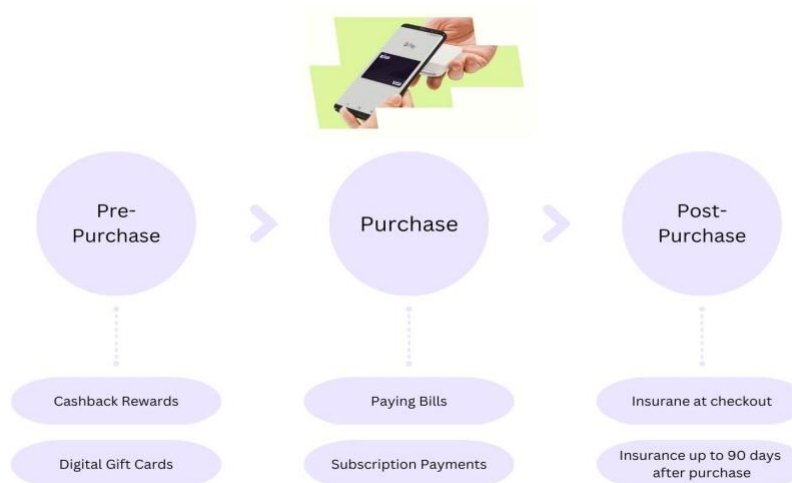 Pre-
Purchase
Purchase
Post-
Purchase
Cashback Rewards
Paying Bills
Insurane at checkout
Digital Gift Cards
Subscription Payments
Insurance up to 90 days
after purchase